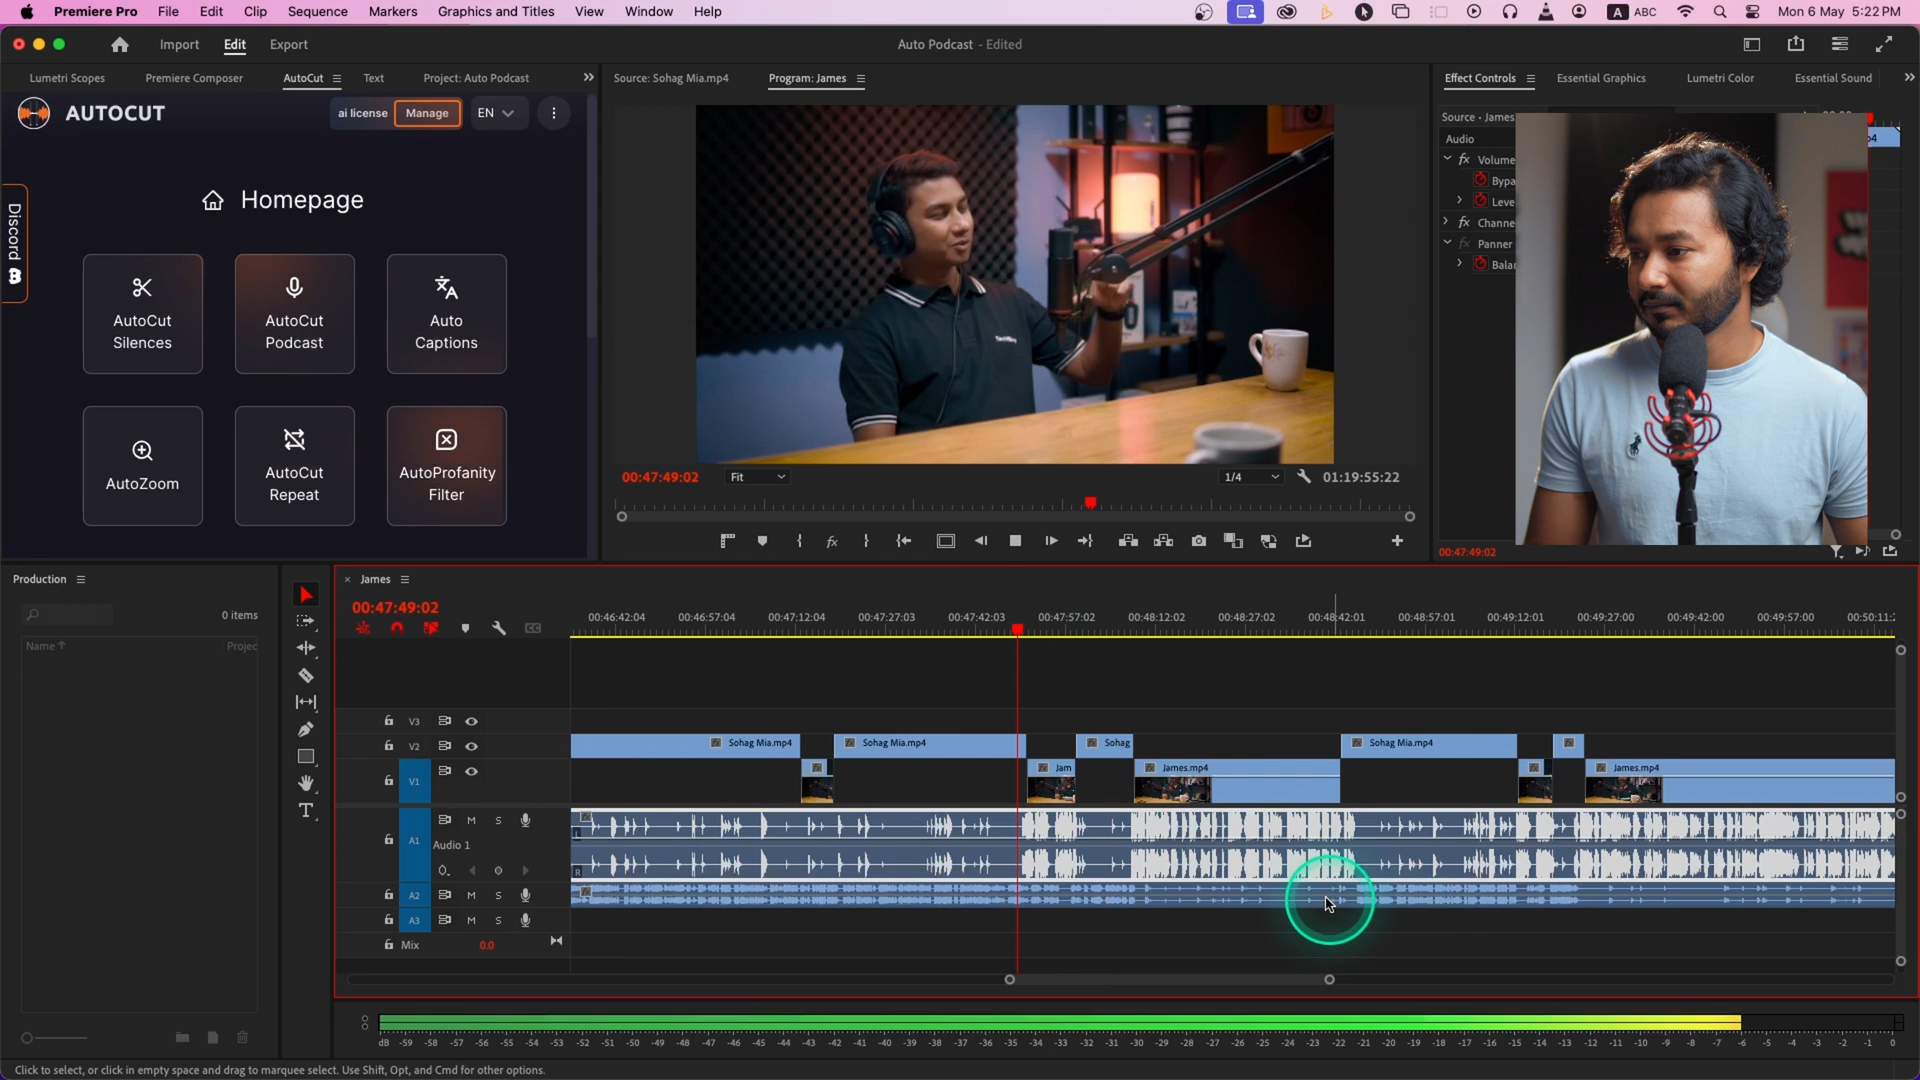 Premiere Pro File Edit Clip Sequence Markers Graphics and Titles View Window Help A ABC Mon 6 May 5:22 PM
Import Edit Export Auto Podcast - Edited
Lumetri Scopes Premiere Composer AutoCut Text Project: Auto Podcast
Source: Sohag Mia.mp4 Program: James
Effect Controls Essential Graphics Lumetri Color Essential Sound
AUTOCUT ai license Manage EN
Homepage
Discord
AutoCut Silences
AutoCut Podcast
Auto Captions
AutoZoom
AutoCut Repeat
AutoProfanity Filter
00:47:49:02 Fit 1/4 01:19:55:22
Source · James
Audio
fx Volume
Bypa
Leve
fx Channe
fx Panner
Balar
00:47:49:02
Production
0 items
Name Projec
James
00:47:49:02
00:46:42:04 00:46:57:04 00:47:12:04 00:47:27:03 00:47:42:03 00:47:57:02 00:48:12:02 00:48:27:02 00:48:42:01 00:48:57:01 00:49:12:01 00:49:27:00 00:49:42:00 00:49:57:00 00:50:11:
V3
V2 Sohag Mia.mp4 Sohag Mia.mp4 Sohag Sohag Mia.mp4
V1 Jam James.mp4 James.mp4
A1 M S
Audio 1
L
R
A2 M S
A3 M S
Mix 0.0
dB -59 -58 -57 -56 -55 -54 -53 -52 -51 -50 -49 -48 -47 -46 -45 -44 -43 -42 -41 -40 -39 -38 -37 -36 -35 -34 -33 -32 -31 -30 -29 -28 -27 -26 -25 -24 -23 -22 -21 -20 -19 -18 -17 -16 -15 -14 -13 -12 -11 -10 -9 -8 -7 -6 -5 -4 -3 -2 -1 0
Click to select, or click in empty space and drag to marquee select. Use Shift, Opt, and Cmd for other options.